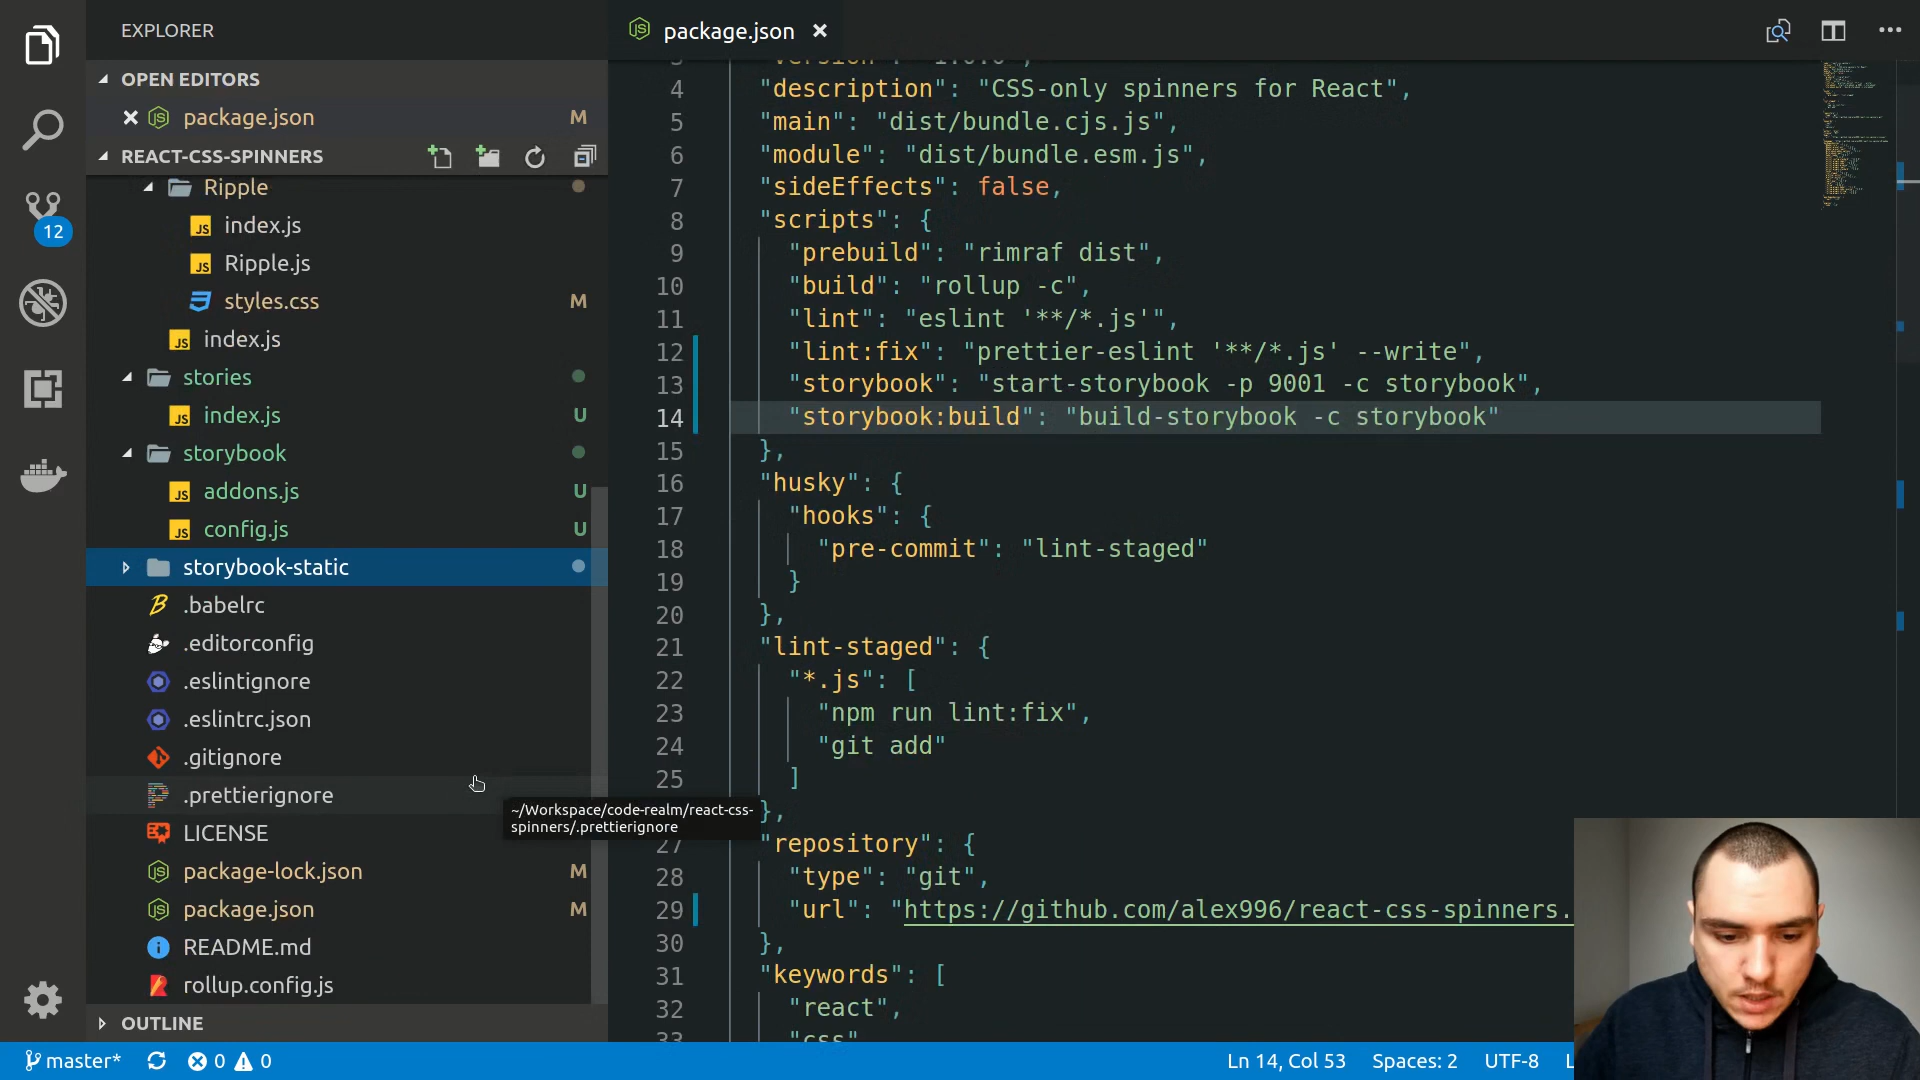 EXPLORER
OPEN EDITORS
package.json M
REACT-CSS-SPINNERS
Ripple
index.js
Ripple.js
styles.css M
index.js
stories
index.js U
storybook
addons.js U
config.js U
storybook-static
.babelrc
.editorconfig
.eslintignore
.eslintrc.json
.gitignore
.prettierignore
LICENSE
package-lock.json M
package.json M
README.md
rollup.config.js
OUTLINE
12
~/Workspace/code-realm/react-css-
spinners/.prettierignore
package.json
4 "description": "CSS-only spinners for React",
5 "main": "dist/bundle.cjs.js",
6 "module": "dist/bundle.esm.js",
7 "sideEffects": false,
8 "scripts": {
9 "prebuild": "rimraf dist",
10 "build": "rollup -c",
11 "lint": "eslint '**/*.js'",
12 "lint:fix": "prettier-eslint '**/*.js' --write",
13 "storybook": "start-storybook -p 9001 -c storybook",
14 "storybook:build": "build-storybook -c storybook"
15 },
16 "husky": {
17 "hooks": {
18 "pre-commit": "lint-staged"
19 }
20 },
21 "lint-staged": {
22 "*.js": [
23 "npm run lint:fix",
24 "git add"
25 ]
},
27 "repository": {
28 "type": "git",
29 "url": "https://github.com/alex996/react-css-spinners.
30 },
31 "keywords": [
32 "react",
33 "css"
master* 0 0
Ln 14, Col 53 Spaces: 2 UTF-8